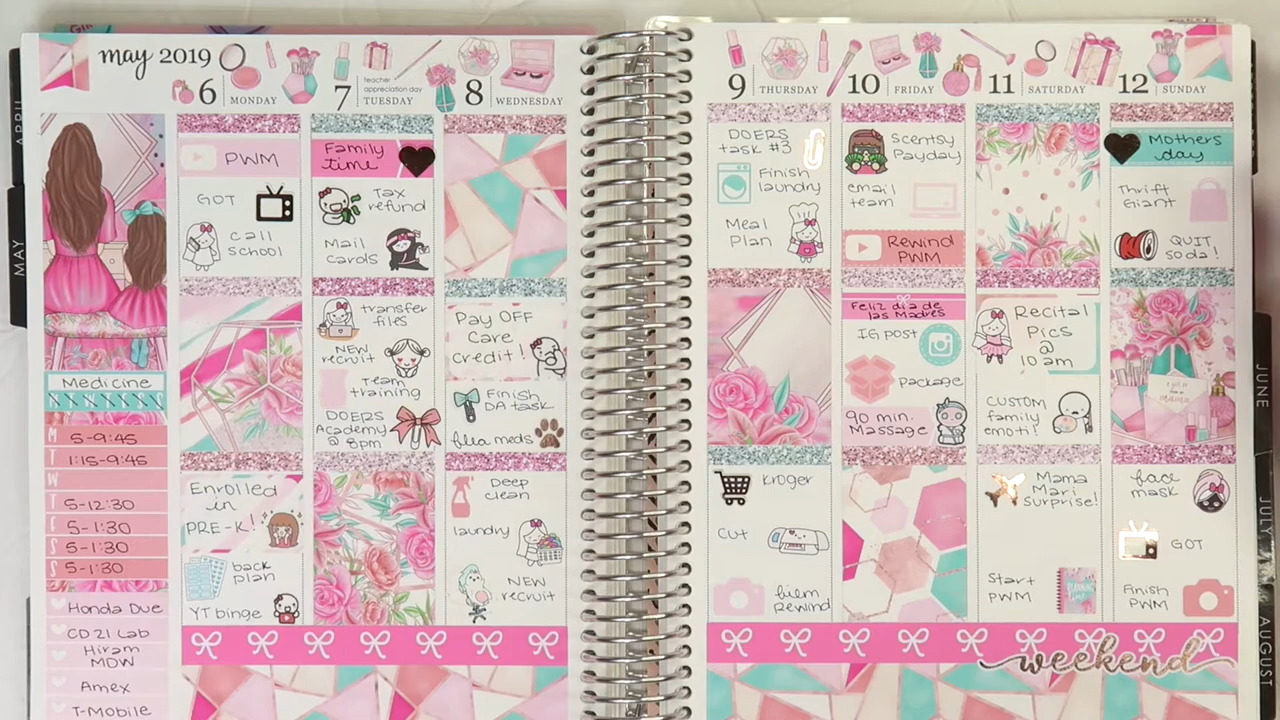 may 2019
6 MONDAY
teacher
appreciation day
7 TUESDAY
8 WEDNESDAY
9 THURSDAY
10 FRIDAY
11 SATURDAY
12 SUNDAY
APRIL
MAY
JUNE
JULY
AUGUST
Medicine
M 5-9:45
T 1:15-9:45
W
T 5-12:30
F 5-1:30
S 5-1:30
S 5-1:30
Honda Due
CD 21 Lab
Hiram
MDW
Amex
T-Mobile
PWM
GOT
call
school
Enrolled
in
PRE-K!
back
plan
YT binge
Family
time
Tax
refund
Mail
cards
transfer
files
NEW
recruit
Team
training
DOERS
Academy
@ 8pm
Pay OFF
Care
credit!
Finish
DA task
flea meds
Deep
clean
laundry
NEW
recruit
DOERS
task #3
Finish
laundry
Meal
Plan
kroger
CUT
film
rewind
Scentsy
Payday
email
team
Rewind
PWM
Feliz dia de
las Madres
IG post
package
90 min.
Massage
Recital
Pics
@
10am
CUSTOM
family
emoti!
Mama
Mari
surprise!
Start
PWM
Mothers
day
Thrift
Giant
QUIT
soda!
face
mask
GOT
Finish
PWM
weekend